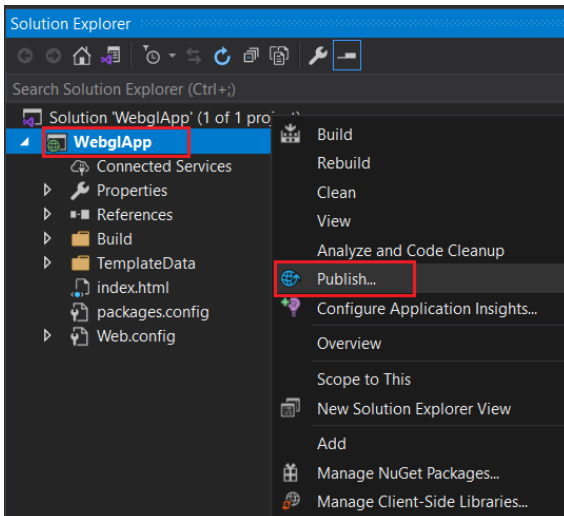 Solution Explorer
Search Solution Explorer (Ctrl+;)
Solution 'WebglApp' (1 of 1 project)
WebglApp
Connected Services
Properties
References
Build
TemplateData
index.html
packages.config
Web.config
Build
Rebuild
Clean
View
Analyze and Code Cleanup
Publish...
Configure Application Insights...
Overview
Scope to This
New Solution Explorer View
Add
Manage NuGet Packages...
Manage Client-Side Libraries...